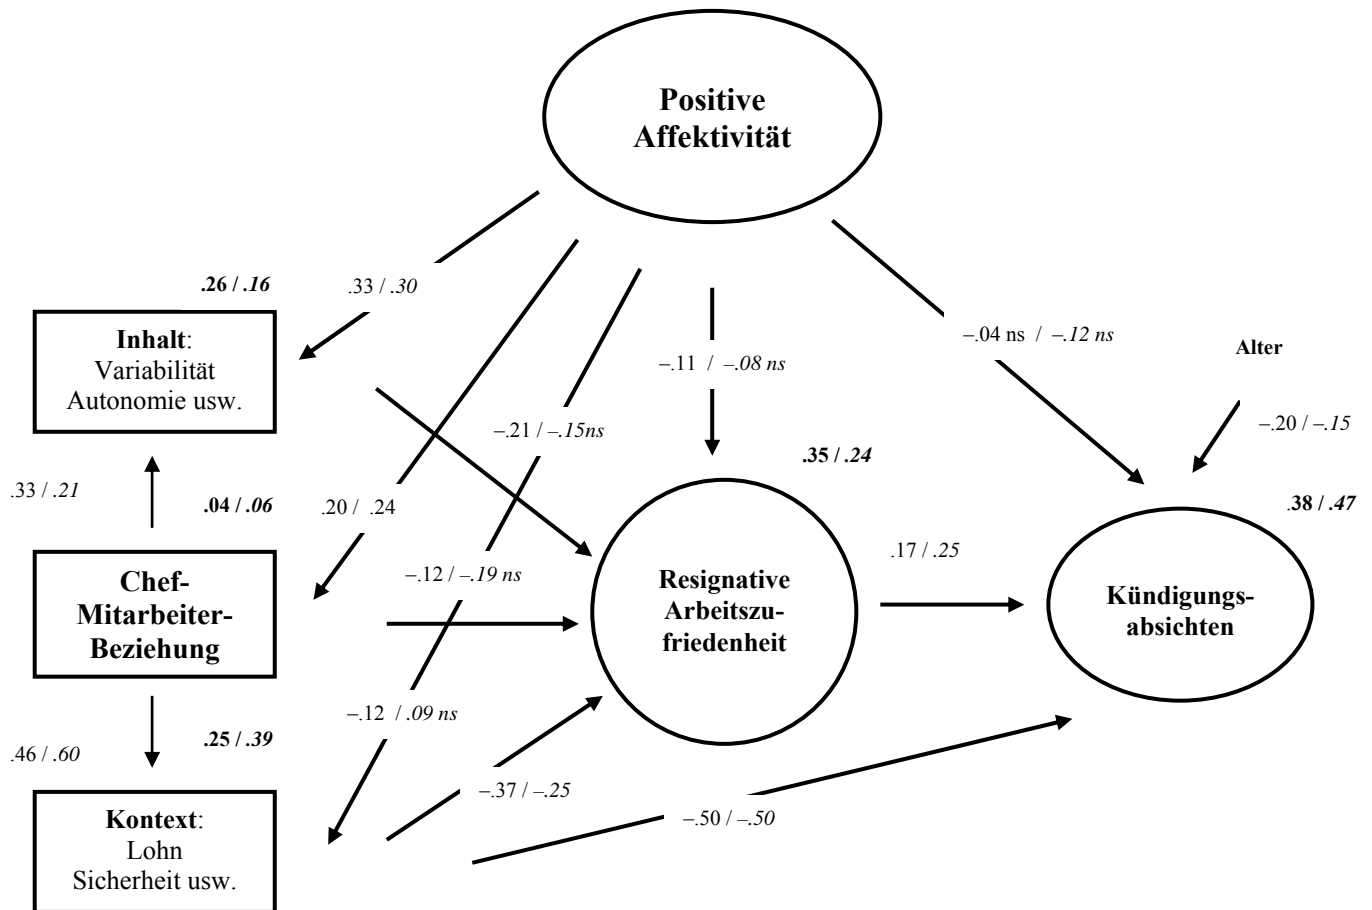 Positive
Affektivität
.26 / .16
.33 / .30
Inhalt:
Variabilität
Autonomie usw.
–.04 ns / –.12 ns
Alter
–.11 / –.08 ns
–.21 / –.15ns
–.20 / –.15
.35 / .24
.33 / .21
.04 / .06
.20 / .24
.38 / .47
Chef-
Mitarbeiter-
Beziehung
–.12 / –.19 ns
.17 / .25
Resignative
Arbeitszu-
friedenheit
Kündigungs-
absichten
–.12 / .09 ns
.46 / .60
.25 / .39
–.37 / –.25
–.50 / –.50
Kontext:
Lohn
Sicherheit usw.